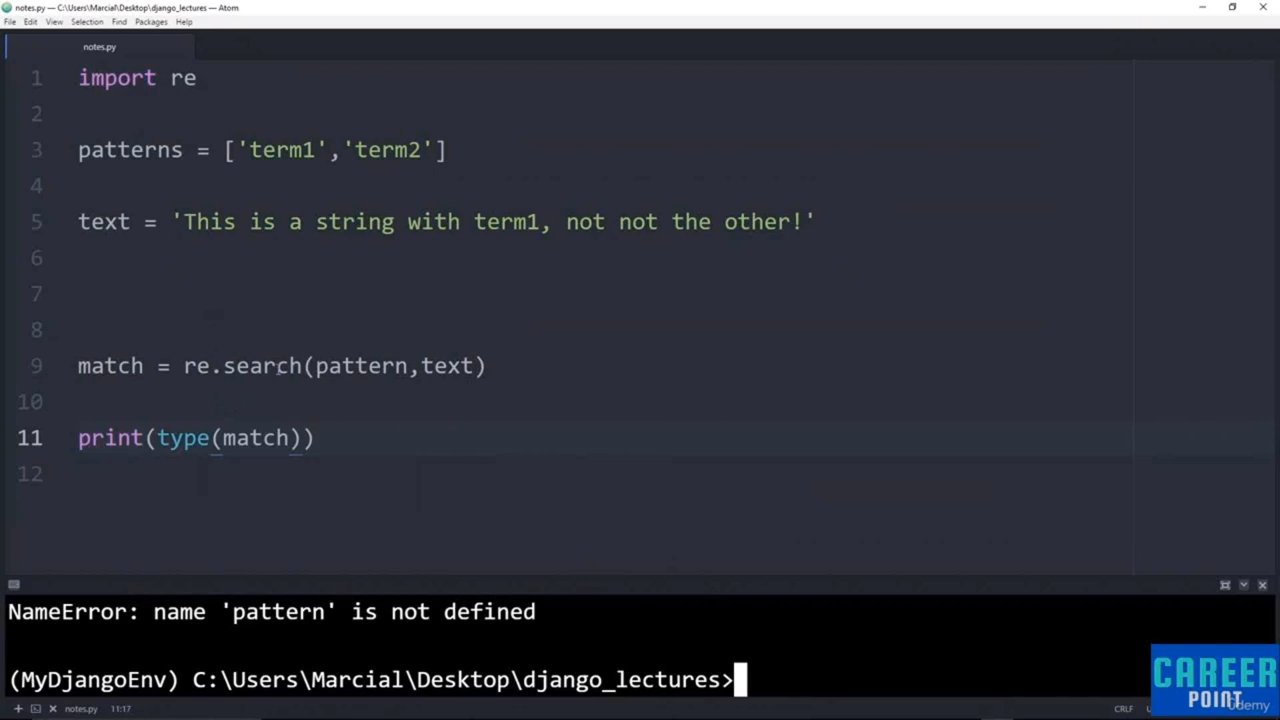 notes.py — C:\Users\Marcial\Desktop\django_lectures — Atom
File Edit View Selection Find Packages Help
notes.py
1 import re
2
3 patterns = ['term1','term2']
4
5 text = 'This is a string with term1, not not the other!'
6
7
8
9 match = re.search(pattern,text)
10
11 print(type(match))
12
NameError: name 'pattern' is not defined
(MyDjangoEnv) C:\Users\Marcial\Desktop\django_lectures>
CAREER
POINT
Udemy
notes.py 11:17 CRLF